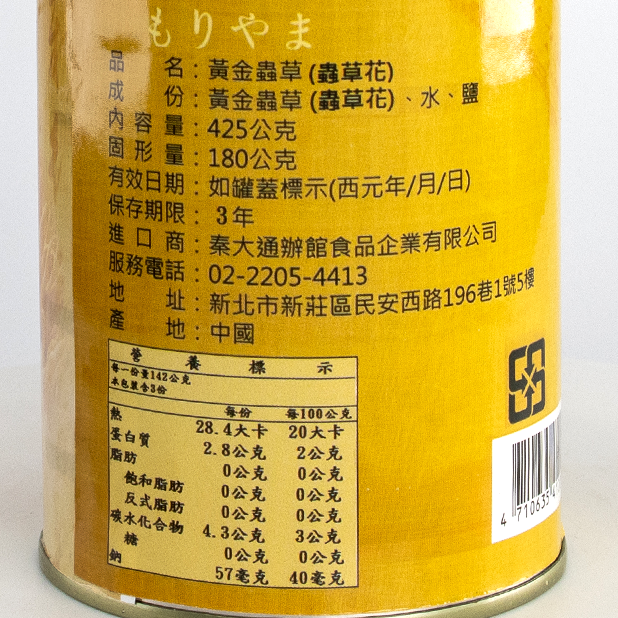 もりやま
品名：黃金蟲草(蟲草花)
成份：黃金蟲草(蟲草花)、水、鹽
內容量：425公克
固形量：180公克
有效日期：如罐蓋標示(西元年/月/日)
保存期限：3年
進口商：秦大通辦館食品企業有限公司
服務電話：02-2205-4413
地址：新北市新莊區民安西路196巷1號5樓
產地：中國
營養標示
每一份量142公克
本包裝含3份
每份 每100公克
熱 28.4大卡 20大卡
蛋白質 2.8公克 2公克
脂肪 0公克 0公克
飽和脂肪 0公克 0公克
反式脂肪 0公克 0公克
碳水化合物 4.3公克 3公克
糖 0公克 0公克
鈉 57毫克 40毫克
4 710635